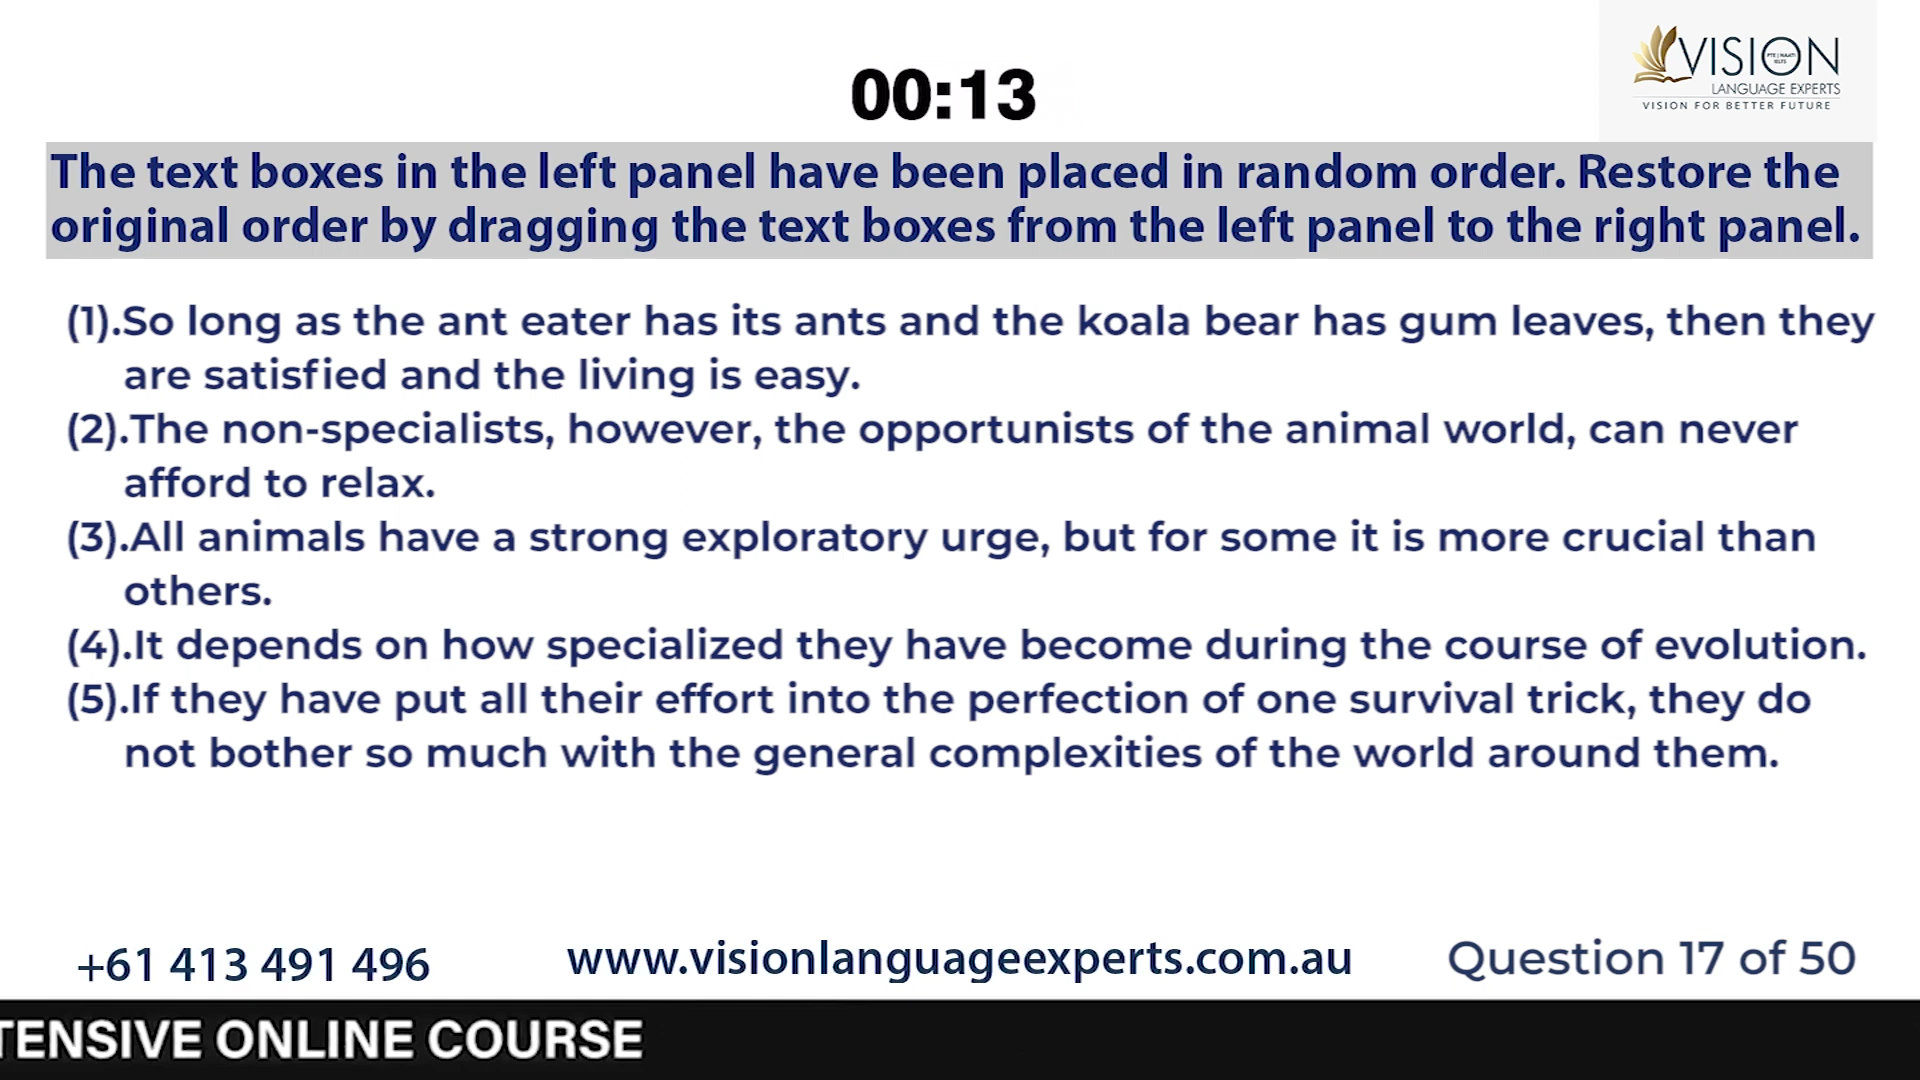 VISION
PTE | NAATI
IELTS
LANGUAGE EXPERTS
VISION FOR BETTER FUTURE
00:13
The text boxes in the left panel have been placed in random order. Restore the
original order by dragging the text boxes from the left panel to the right panel.
(1).So long as the ant eater has its ants and the koala bear has gum leaves, then they
are satisfied and the living is easy.
(2).The non-specialists, however, the opportunists of the animal world, can never
afford to relax.
(3).All animals have a strong exploratory urge, but for some it is more crucial than
others.
(4).It depends on how specialized they have become during the course of evolution.
(5).If they have put all their effort into the perfection of one survival trick, they do
not bother so much with the general complexities of the world around them.
+61 413 491 496
www.visionlanguageexperts.com.au
Question 17 of 50
TENSIVE ONLINE COURSE